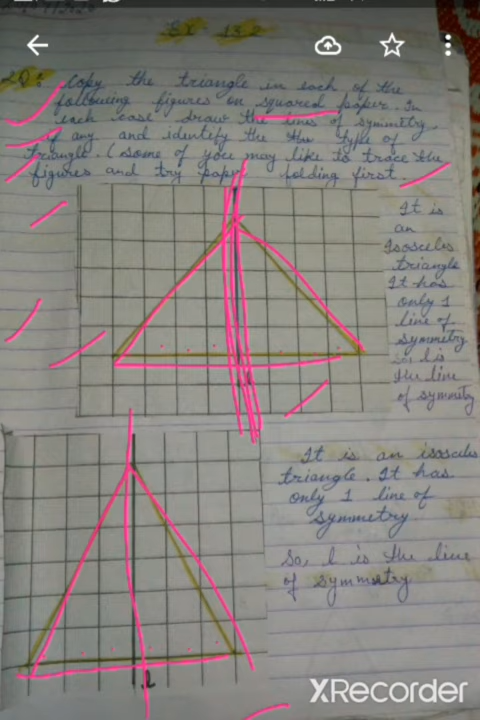 Ex 13.2
2Q: Copy the triangle in each of the
following figures on squared paper. In
each case draw the lines of symmetry,
if any and identify the the type of
triangle. (some of you may like to trace the
figures and try paper folding first.
It is
an
isosceles
triangle
It has
only 1
line of
symmetry
so, l is
the line
of symmetry
It is an isosceles
triangle. It has
only 1 line of
symmetry
So, l is the line
of symmetry
l
XRecorder